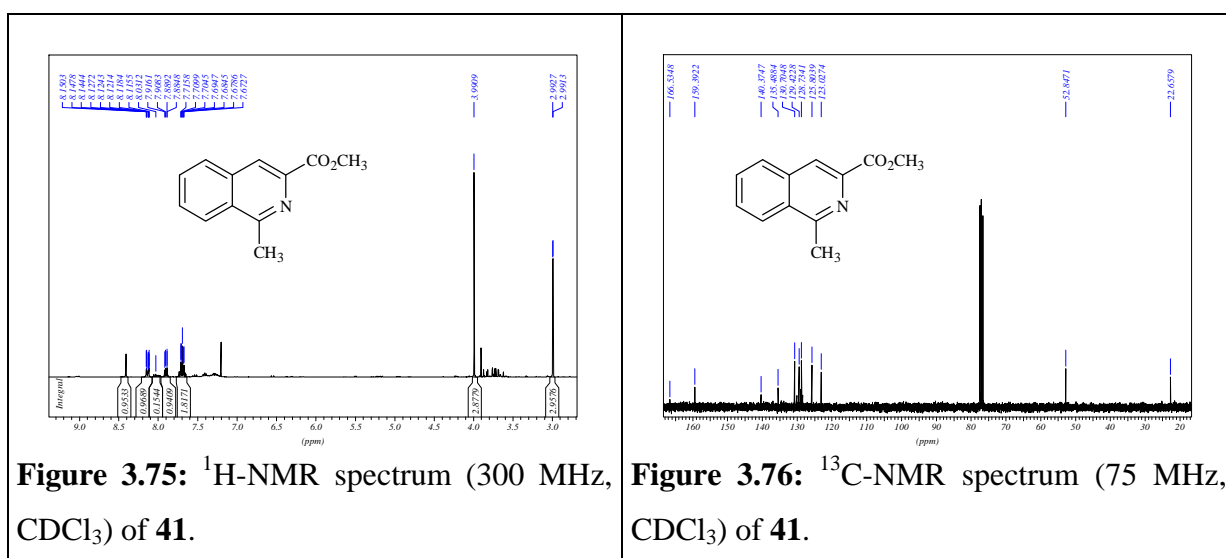 8.1503
8.1478
8.1444
8.1272
8.1243
8.1214
8.1184
8.1155
8.0312
7.9161
7.9083
7.8892
7.8848
7.7158
7.7099
7.7045
7.6947
7.6845
7.6786
7.6727
3.9909
2.9927
2.9913
CO2CH3
N
CH3
Integral
0.9533
0.9689
0.1544
0.9409
1.8171
2.8779
2.9576
9.0 8.5 8.0 7.5 7.0 6.5 6.0 5.5 5.0 4.5 4.0 3.5 3.0
(ppm)
Figure 3.75: 1H-NMR spectrum (300 MHz,
CDCl3) of 41.
166.5348
159.3922
140.3747
135.4884
130.7048
129.4228
128.7341
125.8039
123.0274
52.8471
22.6579
CO2CH3
N
CH3
160 150 140 130 120 110 100 90 80 70 60 50 40 30 20
(ppm)
Figure 3.76: 13C-NMR spectrum (75 MHz,
CDCl3) of 41.